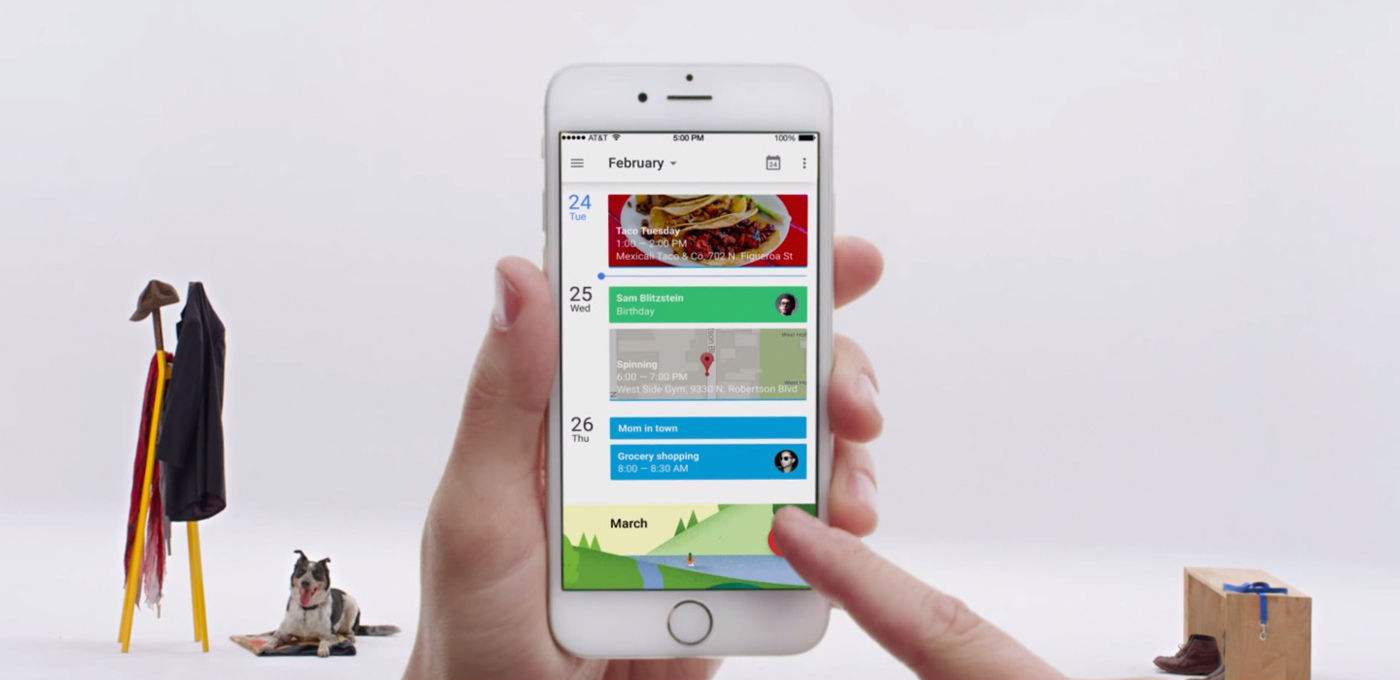 AT&T 5:00 PM 100%
February
24
24
Tue
Taco Tuesday
1:00 – 2:00 PM
Mexicali Taco & Co, 702 N. Figueroa St
25
Wed
Sam Blitzstein
Birthday
Spinning
6:00 – 7:00 PM
West Side Gym, 9330 N. Robertson Blvd
26
Thu
Mom in town
Grocery shopping
8:00 – 8:30 AM
March